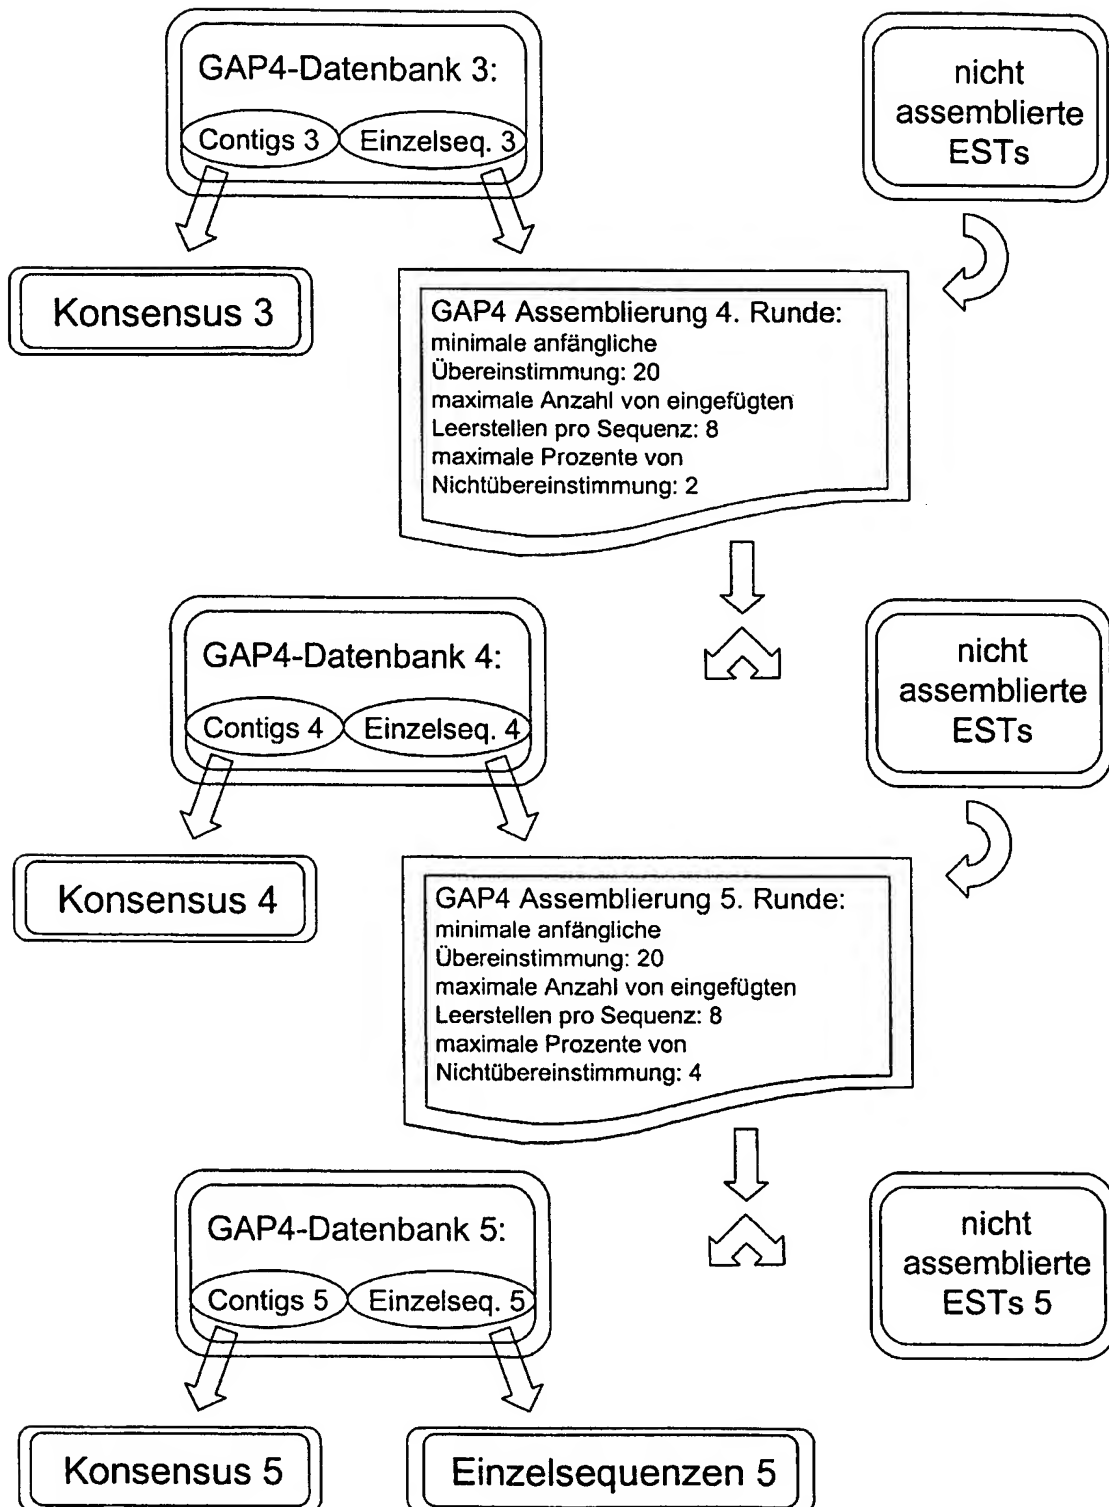 GAP4-Datenbank 3:
Contigs 3
Einzelseq. 3
nicht
assemblierte
ESTs
Konsensus 3
GAP4 Assemblierung 4. Runde:
minimale anfängliche
Übereinstimmung: 20
maximale Anzahl von eingefügten
Leerstellen pro Sequenz: 8
maximale Prozente von
Nichtübereinstimmung: 2
GAP4-Datenbank 4:
Contigs 4
Einzelseq. 4
nicht
assemblierte
ESTs
Konsensus 4
GAP4 Assemblierung 5. Runde:
minimale anfängliche
Übereinstimmung: 20
maximale Anzahl von eingefügten
Leerstellen pro Sequenz: 8
maximale Prozente von
Nichtübereinstimmung: 4
GAP4-Datenbank 5:
Contigs 5
Einzelseq. 5
nicht
assemblierte
ESTs 5
Konsensus 5
Einzelsequenzen 5